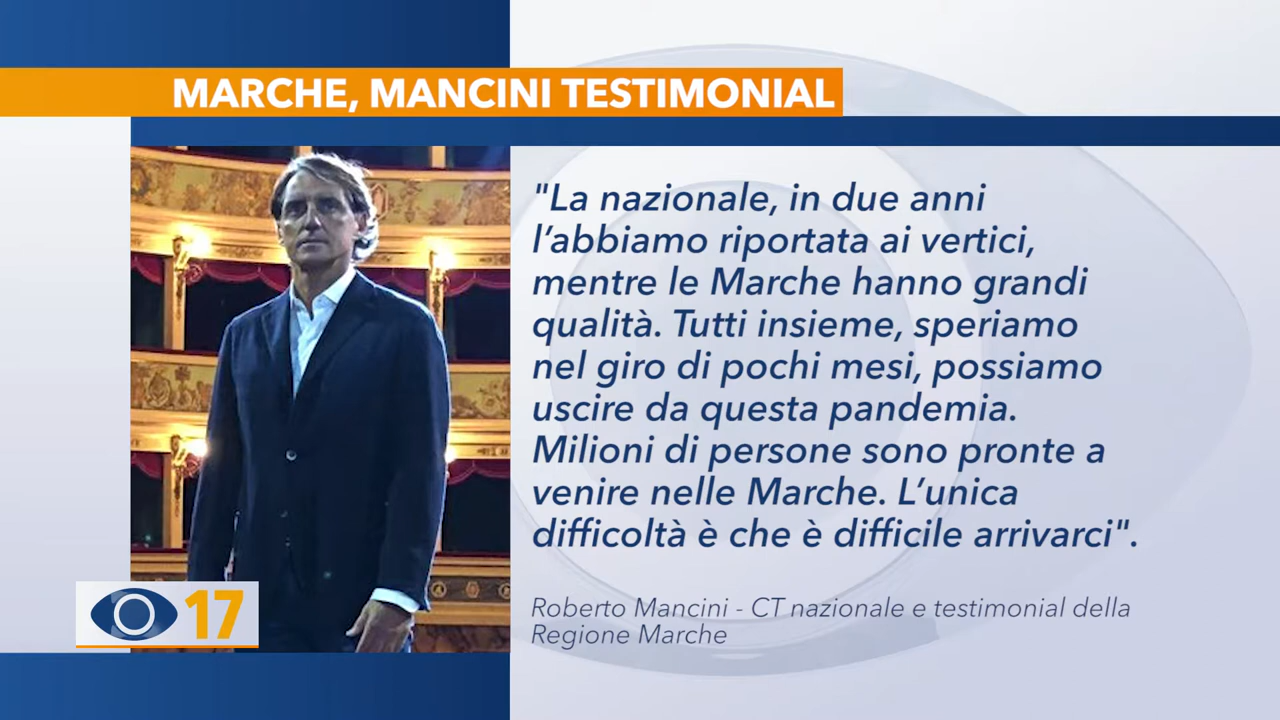 MARCHE, MANCINI TESTIMONIAL
"La nazionale, in due anni
l’abbiamo riportata ai vertici,
mentre le Marche hanno grandi
qualità. Tutti insieme, speriamo
nel giro di pochi mesi, possiamo
uscire da questa pandemia.
Milioni di persone sono pronte a
venire nelle Marche. L’unica
difficoltà è che è difficile arrivarci".
Roberto Mancini - CT nazionale e testimonial della
Regione Marche
17